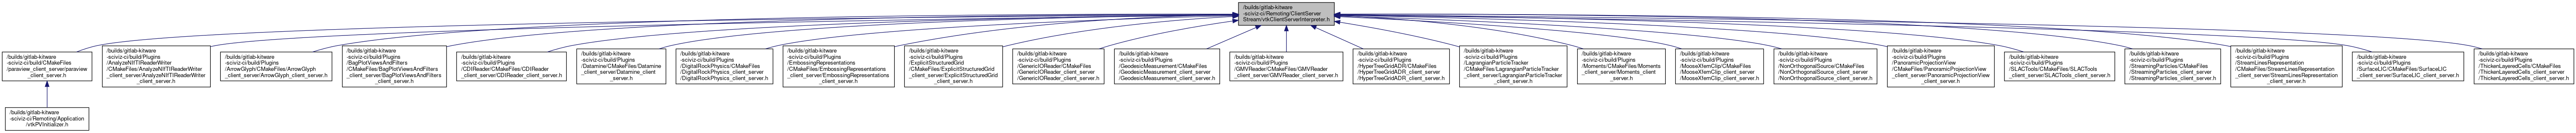 /builds/gitlab-kitware
-sciviz-ci/Remoting/ClientServer
Stream/vtkClientServerInterpreter.h
/builds/gitlab-kitware
-sciviz-ci/build/CMakeFiles
/paraview_client_server/paraview
_client_server.h
/builds/gitlab-kitware
-sciviz-ci/build/Plugins
/AnalyzeNIfTIReaderWriter
/CMakeFiles/AnalyzeNIfTIReaderWriter
_client_server/AnalyzeNIfTIReaderWriter
_client_server.h
/builds/gitlab-kitware
-sciviz-ci/build/Plugins
/ArrowGlyph/CMakeFiles/ArrowGlyph
_client_server/ArrowGlyph_client_server.h
/builds/gitlab-kitware
-sciviz-ci/build/Plugins
/BagPlotViewsAndFilters
/CMakeFiles/BagPlotViewsAndFilters
_client_server/BagPlotViewsAndFilters
_client_server.h
/builds/gitlab-kitware
-sciviz-ci/build/Plugins
/CDIReader/CMakeFiles/CDIReader
_client_server/CDIReader_client_server.h
/builds/gitlab-kitware
-sciviz-ci/build/Plugins
/Datamine/CMakeFiles/Datamine
_client_server/Datamine_client
_server.h
/builds/gitlab-kitware
-sciviz-ci/build/Plugins
/DigitalRockPhysics/CMakeFiles
/DigitalRockPhysics_client_server
/DigitalRockPhysics_client_server.h
/builds/gitlab-kitware
-sciviz-ci/build/Plugins
/EmbossingRepresentations
/CMakeFiles/EmbossingRepresentations
_client_server/EmbossingRepresentations
_client_server.h
/builds/gitlab-kitware
-sciviz-ci/build/Plugins
/ExplicitStructuredGrid
/CMakeFiles/ExplicitStructuredGrid
_client_server/ExplicitStructuredGrid
_client_server.h
/builds/gitlab-kitware
-sciviz-ci/build/Plugins
/GenericIOReader/CMakeFiles
/GenericIOReader_client_server
/GenericIOReader_client_server.h
/builds/gitlab-kitware
-sciviz-ci/build/Plugins
/GeodesicMeasurement/CMakeFiles
/GeodesicMeasurement_client_server
/GeodesicMeasurement_client_server.h
/builds/gitlab-kitware
-sciviz-ci/build/Plugins
/GMVReader/CMakeFiles/GMVReader
_client_server/GMVReader_client_server.h
/builds/gitlab-kitware
-sciviz-ci/build/Plugins
/HyperTreeGridADR/CMakeFiles
/HyperTreeGridADR_client_server
/HyperTreeGridADR_client_server.h
/builds/gitlab-kitware
-sciviz-ci/build/Plugins
/LagrangianParticleTracker
/CMakeFiles/LagrangianParticleTracker
_client_server/LagrangianParticleTracker
_client_server.h
/builds/gitlab-kitware
-sciviz-ci/build/Plugins
/Moments/CMakeFiles/Moments
_client_server/Moments_client
_server.h
/builds/gitlab-kitware
-sciviz-ci/build/Plugins
/MooseXfemClip/CMakeFiles
/MooseXfemClip_client_server
/MooseXfemClip_client_server.h
/builds/gitlab-kitware
-sciviz-ci/build/Plugins
/NonOrthogonalSource/CMakeFiles
/NonOrthogonalSource_client_server
/NonOrthogonalSource_client_server.h
/builds/gitlab-kitware
-sciviz-ci/build/Plugins
/PanoramicProjectionView
/CMakeFiles/PanoramicProjectionView
_client_server/PanoramicProjectionView
_client_server.h
/builds/gitlab-kitware
-sciviz-ci/build/Plugins
/SLACTools/CMakeFiles/SLACTools
_client_server/SLACTools_client_server.h
/builds/gitlab-kitware
-sciviz-ci/build/Plugins
/StreamingParticles/CMakeFiles
/StreamingParticles_client_server
/StreamingParticles_client_server.h
/builds/gitlab-kitware
-sciviz-ci/build/Plugins
/StreamLinesRepresentation
/CMakeFiles/StreamLinesRepresentation
_client_server/StreamLinesRepresentation
_client_server.h
/builds/gitlab-kitware
-sciviz-ci/build/Plugins
/SurfaceLIC/CMakeFiles/SurfaceLIC
_client_server/SurfaceLIC_client_server.h
/builds/gitlab-kitware
-sciviz-ci/build/Plugins
/ThickenLayeredCells/CMakeFiles
/ThickenLayeredCells_client_server
/ThickenLayeredCells_client_server.h
/builds/gitlab-kitware
-sciviz-ci/Remoting/Application
/vtkPVInitializer.h